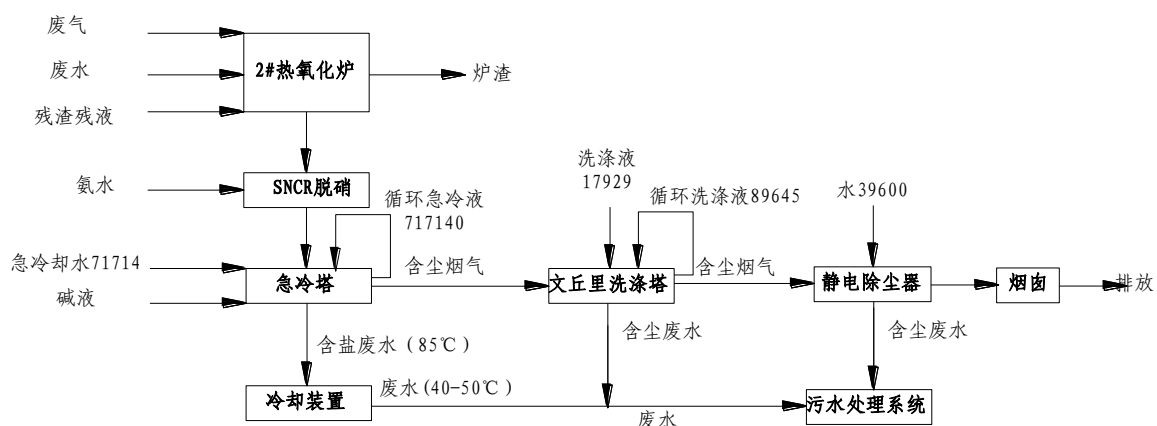 废气
废水
残渣残液
2#热氧化炉
炉渣
氨水
SNCR脱硝
循环急冷液
717140
洗涤液
17929
循环洗涤液89645
水39600
急冷却水71714
碱液
急冷塔
含尘烟气
文丘里洗涤塔
含尘烟气
静电除尘器
烟囱
排放
含盐废水（85℃）
含尘废水
含尘废水
冷却装置
废水(40-50℃)
废水
污水处理系统